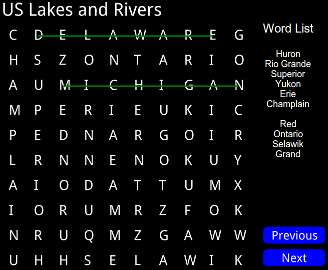 US Lakes and Rivers
C D E L A W A R E G
H S Z O N T A R I O
A U M I C H I G A N
M P E R I E U K I C
P E D N A R G O I R
L R N N E N O K U Y
A I O D A T T U M X
I O R U M R Z F O K
N R U Q M Z G A W W
U H H S E L A W I K
Word List
Huron
Rio Grande
Superior
Yukon
Erie
Champlain
Red
Ontario
Selawik
Grand
Previous
Next